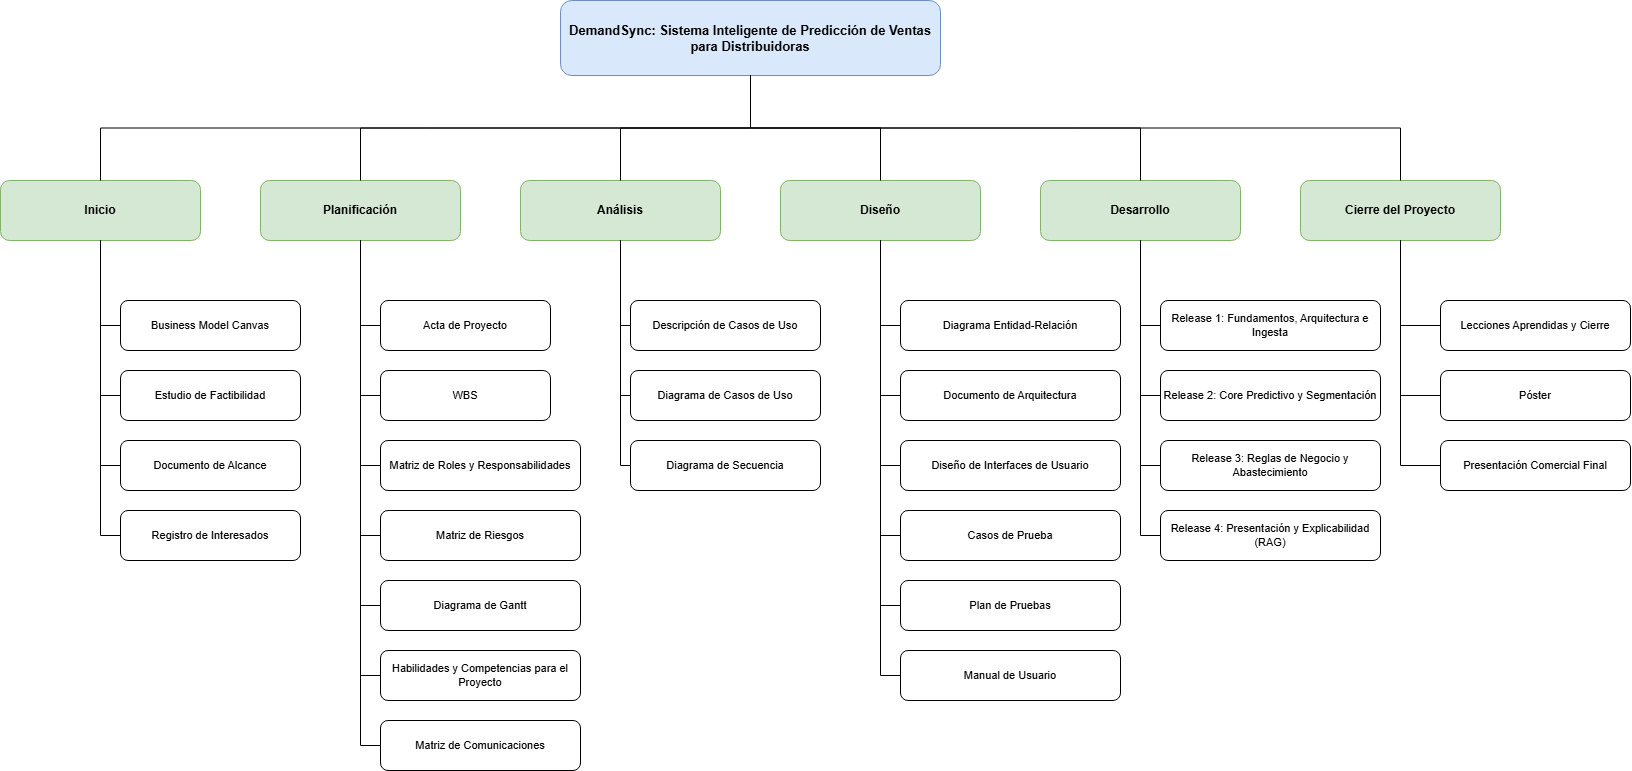 DemandSync: Sistema Inteligente de Predicción de Ventas
para Distribuidoras
Inicio
Planificación
Análisis
Diseño
Desarrollo
Cierre del Proyecto
Business Model Canvas
Estudio de Factibilidad
Documento de Alcance
Registro de Interesados
Acta de Proyecto
WBS
Matriz de Roles y Responsabilidades
Matriz de Riesgos
Diagrama de Gantt
Habilidades y Competencias para el
Proyecto
Matriz de Comunicaciones
Descripción de Casos de Uso
Diagrama de Casos de Uso
Diagrama de Secuencia
Diagrama Entidad-Relación
Documento de Arquitectura
Diseño de Interfaces de Usuario
Casos de Prueba
Plan de Pruebas
Manual de Usuario
Release 1: Fundamentos, Arquitectura e
Ingesta
Release 2: Core Predictivo y Segmentación
Release 3: Reglas de Negocio y
Abastecimiento
Release 4: Presentación y Explicabilidad
(RAG)
Lecciones Aprendidas y Cierre
Póster
Presentación Comercial Final